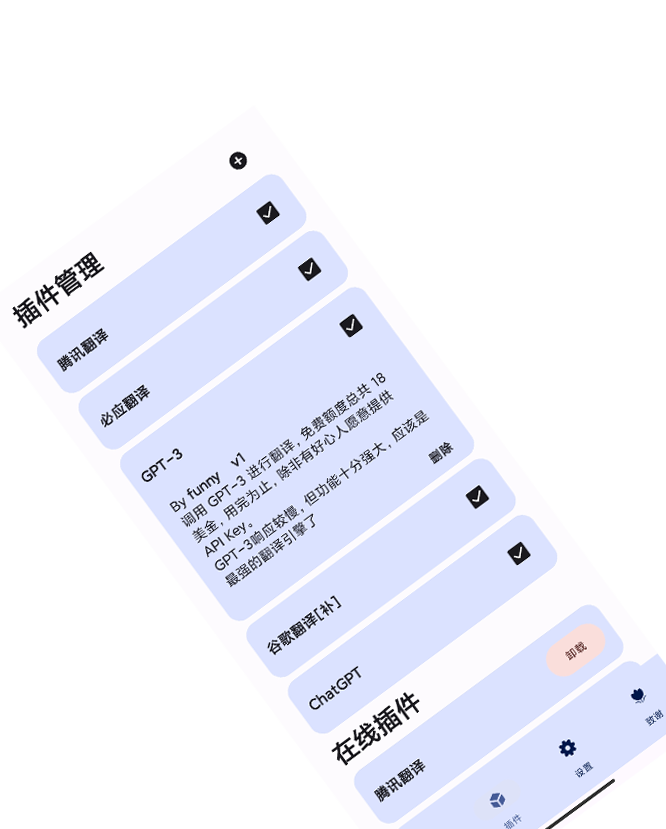 插件管理
腾讯翻译
必应翻译
GPT-3
By funny v1
调用 GPT-3 进行翻译, 免费额度总共 18
美金, 用完为止, 除非有好心人愿意提供
API Key。
GPT-3响应较慢, 但功能十分强大, 应该是
最强的翻译引擎了
删除
谷歌翻译[补]
ChatGPT
在线插件
腾讯翻译
卸载
插件
设置
致谢